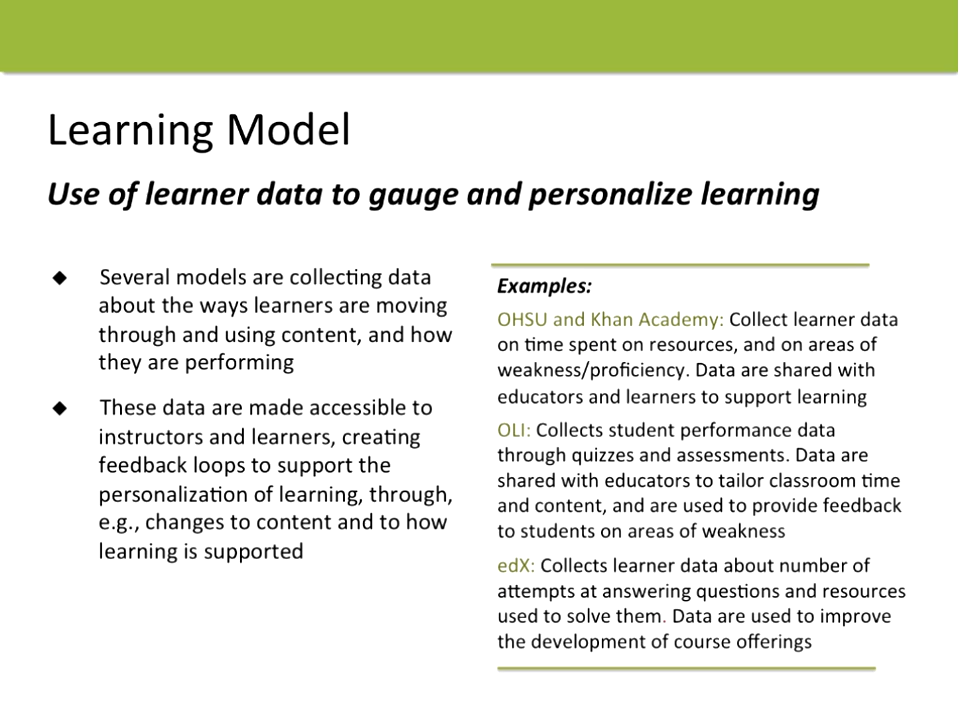 Learning Model
Use of learner data to gauge and personalize learning
◆ Several models are collecting data
about the ways learners are moving
through and using content, and how
they are performing
◆ These data are made accessible to
instructors and learners, creating
feedback loops to support the
personalization of learning, through,
e.g., changes to content and to how
learning is supported
Examples:
OHSU and Khan Academy: Collect learner data
on time spent on resources, and on areas of
weakness/proficiency. Data are shared with
educators and learners to support learning
OLI: Collects student performance data
through quizzes and assessments. Data are
shared with educators to tailor classroom time
and content, and are used to provide feedback
to students on areas of weakness
edX: Collects learner data about number of
attempts at answering questions and resources
used to solve them. Data are used to improve
the development of course offerings